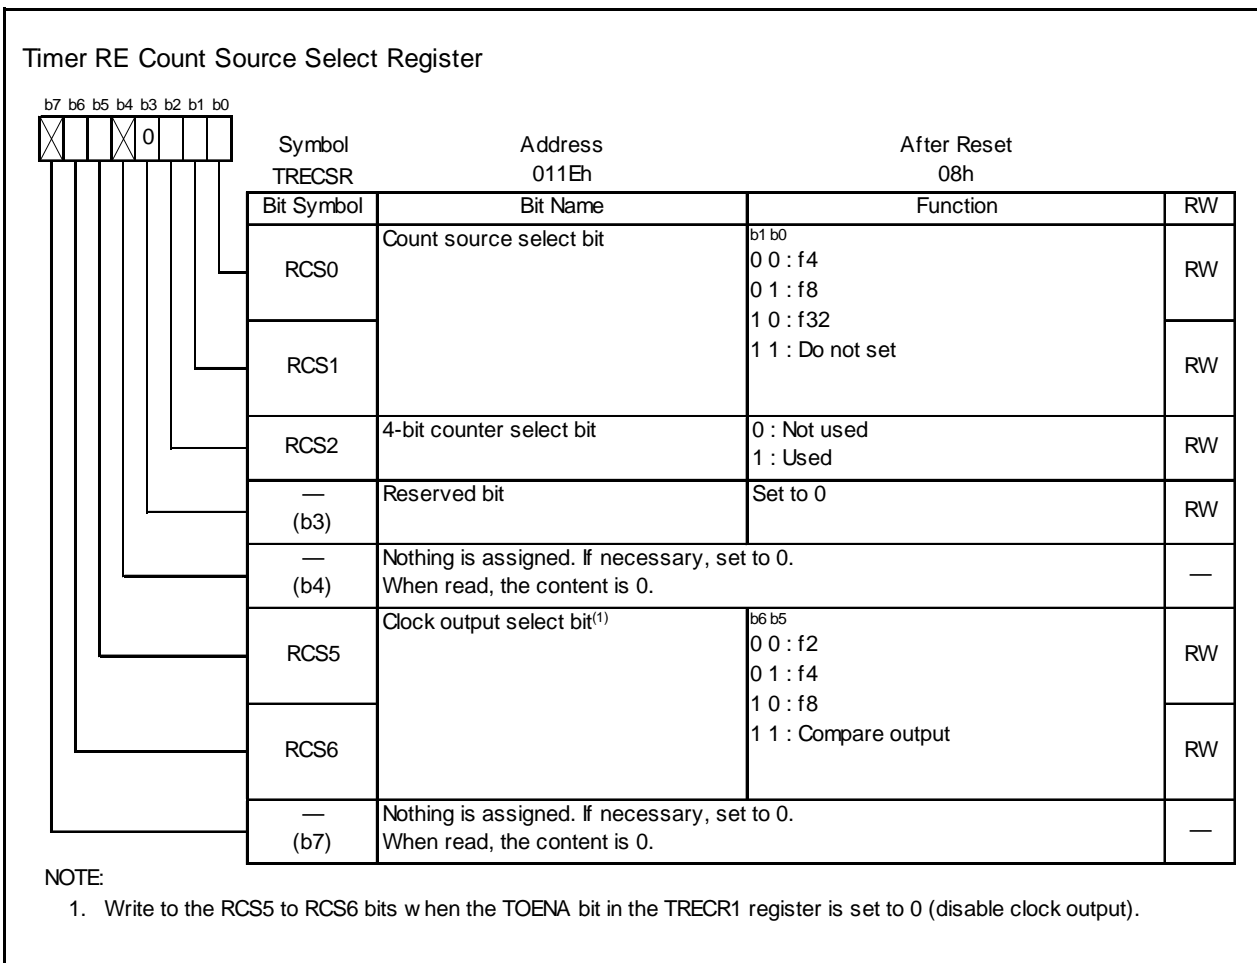 Timer RE Count Source Select Register
b7 b6 b5 b4 b3 b2 b1 b0
0
Symbol Address After Reset
TRECSR 011Eh 08h
Bit Symbol Bit Name Function RW
RCS0 Count source select bit b1 b0 RW
0 0 : f4
0 1 : f8
1 0 : f32
RCS1 1 1 : Do not set RW
RCS2 4-bit counter select bit 0 : Not used RW
1 : Used
— Reserved bit Set to 0 RW
(b3)
— Nothing is assigned. If necessary, set to 0. —
(b4) When read, the content is 0.
RCS5 Clock output select bit(1) b6 b5 RW
0 0 : f2
0 1 : f4
1 0 : f8
RCS6 1 1 : Compare output RW
— Nothing is assigned. If necessary, set to 0. —
(b7) When read, the content is 0.
NOTE:
1. Write to the RCS5 to RCS6 bits when the TOENA bit in the TRECR1 register is set to 0 (disable clock output).